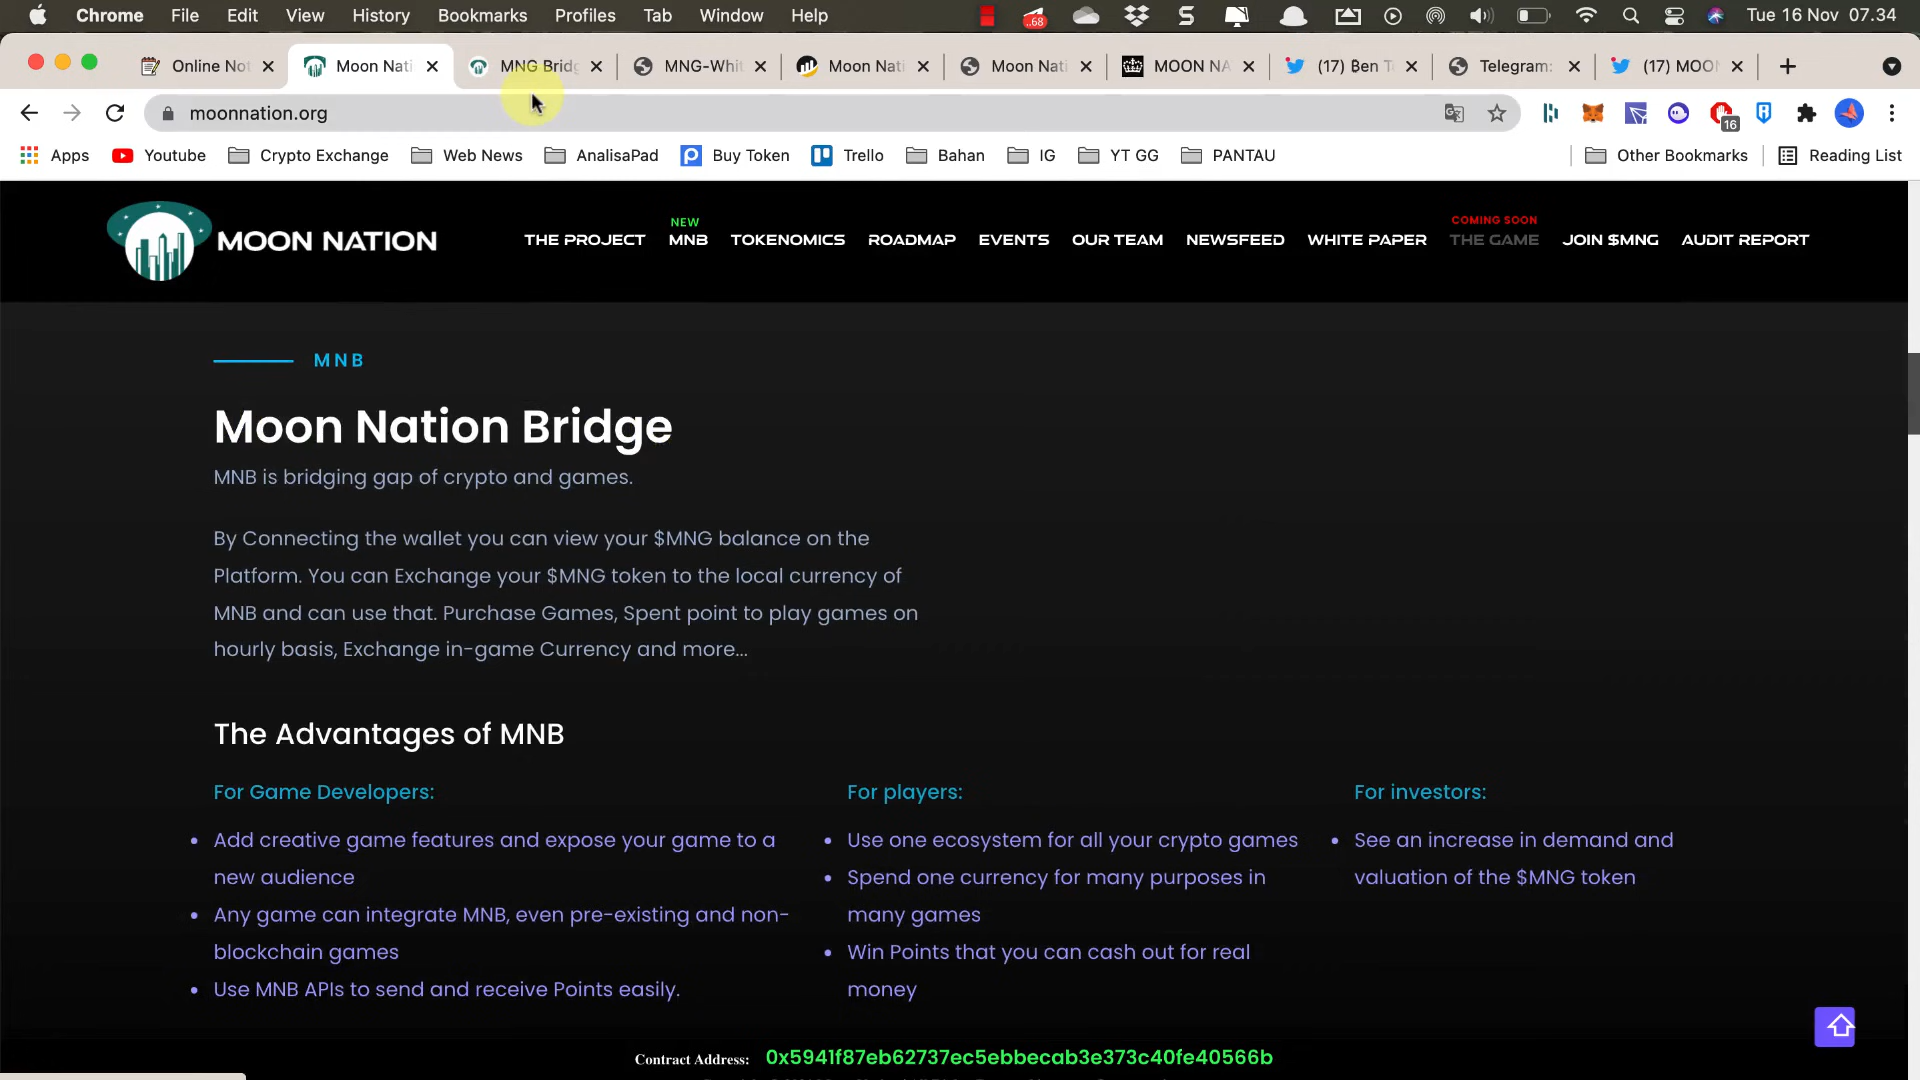 Chrome File Edit View History Bookmarks Profiles Tab Window Help
..68
Tue 16 Nov 07.34
Online Not
Moon Nati
MNG Bridg
MNG-Whit
Moon Nati
Moon Nati
MOON NA
(17) Ben T
Telegram:
(17) MOO
moonnation.org
16
Apps
Youtube
Crypto Exchange
Web News
AnalisaPad
Buy Token
Trello
Bahan
IG
YT GG
PANTAU
Other Bookmarks
Reading List
MOON NATION
THE PROJECT
NEW
MNB
TOKENOMICS
ROADMAP
EVENTS
OUR TEAM
NEWSFEED
WHITE PAPER
COMING SOON
THE GAME
JOIN $MNG
AUDIT REPORT
MNB
Moon Nation Bridge
MNB is bridging gap of crypto and games.
By Connecting the wallet you can view your $MNG balance on the
Platform. You can Exchange your $MNG token to the local currency of
MNB and can use that. Purchase Games, Spent point to play games on
hourly basis, Exchange in-game Currency and more...
The Advantages of MNB
For Game Developers:
Add creative game features and expose your game to a
new audience
Any game can integrate MNB, even pre-existing and non-
blockchain games
Use MNB APIs to send and receive Points easily.
For players:
Use one ecosystem for all your crypto games
Spend one currency for many purposes in
many games
Win Points that you can cash out for real
money
For investors:
See an increase in demand and
valuation of the $MNG token
Contract Address: 0x5941f87eb62737ec5ebbecab3e373c40fe40566b